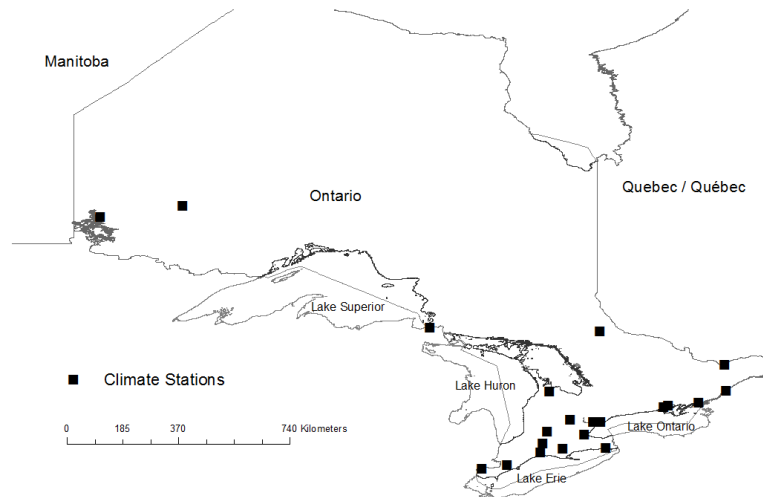 Manitoba
Ontario
Quebec / Québec
Lake Superior
Climate Stations
Lake Huron
0 185 370 740 Kilometers
Lake Ontario
Lake Erie